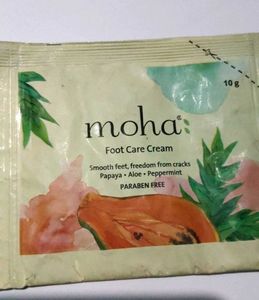 10 g
moha:
Foot Care Cream
Smooth feet, freedom from cracks
Papaya • Aloe • Peppermint
PARABEN FREE